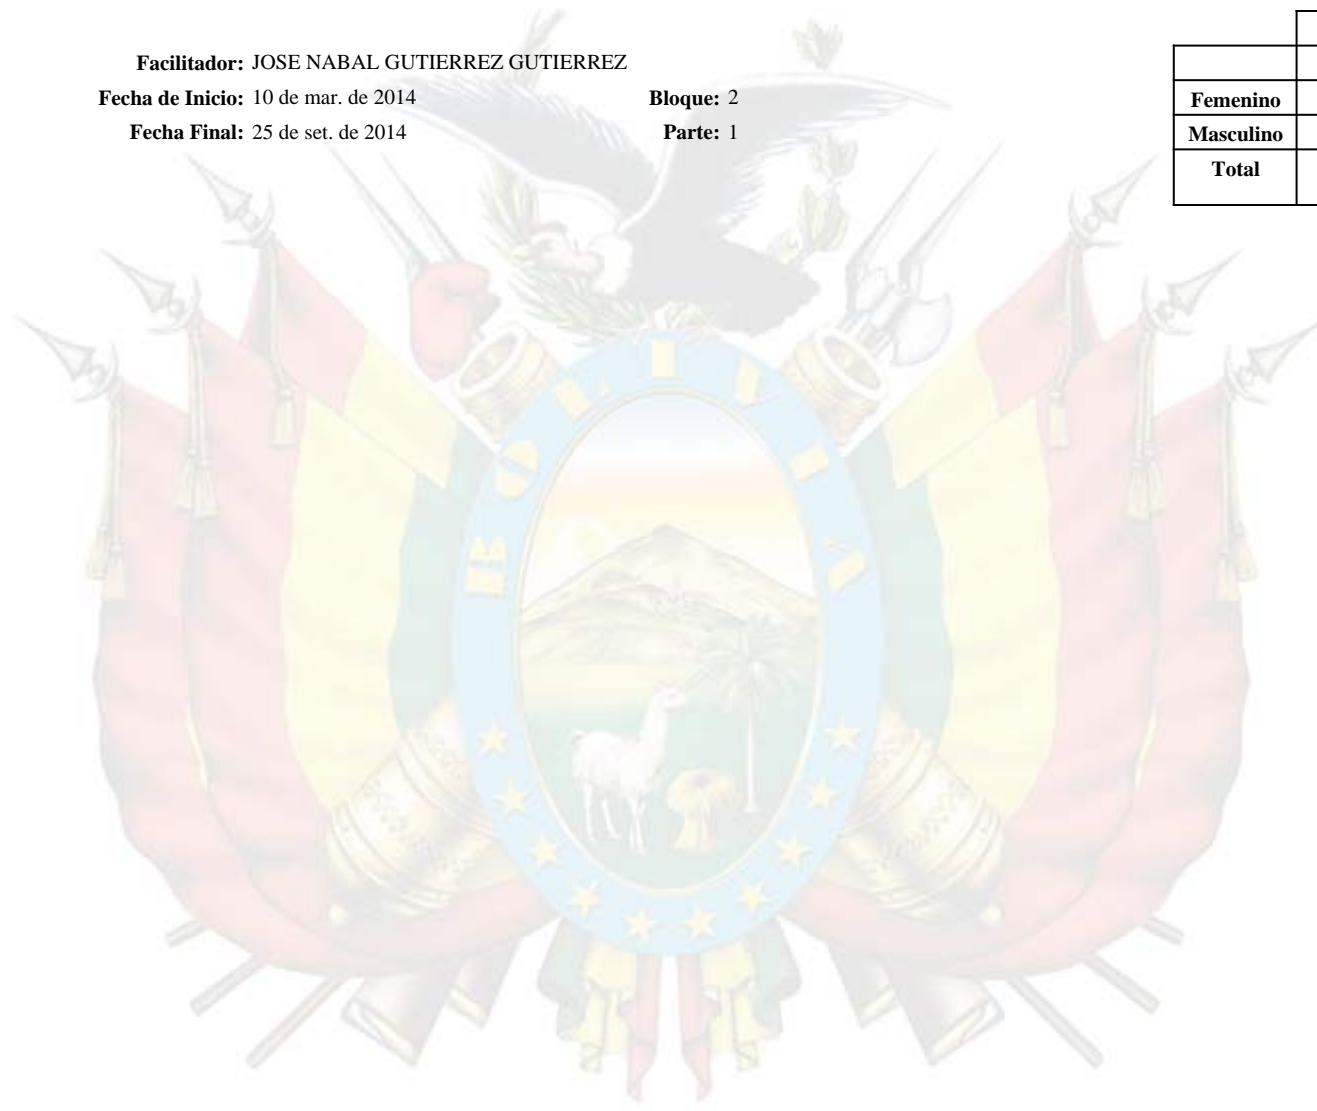 Facilitador: JOSE NABAL GUTIERREZ GUTIERREZ
Fecha de Inicio: 10 de mar. de 2014 Bloque: 2
Fecha Final: 25 de set. de 2014 Parte: 1
Femenino
Masculino
Total
BOLIVIA